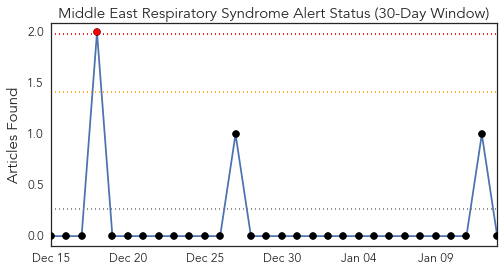 Middle East Respiratory Syndrome Alert Status (30-Day Window)
Articles Found
2.0
1.5
1.0
0.5
0.0
Dec 15 Dec 20 Dec 25 Dec 30 Jan 04 Jan 09